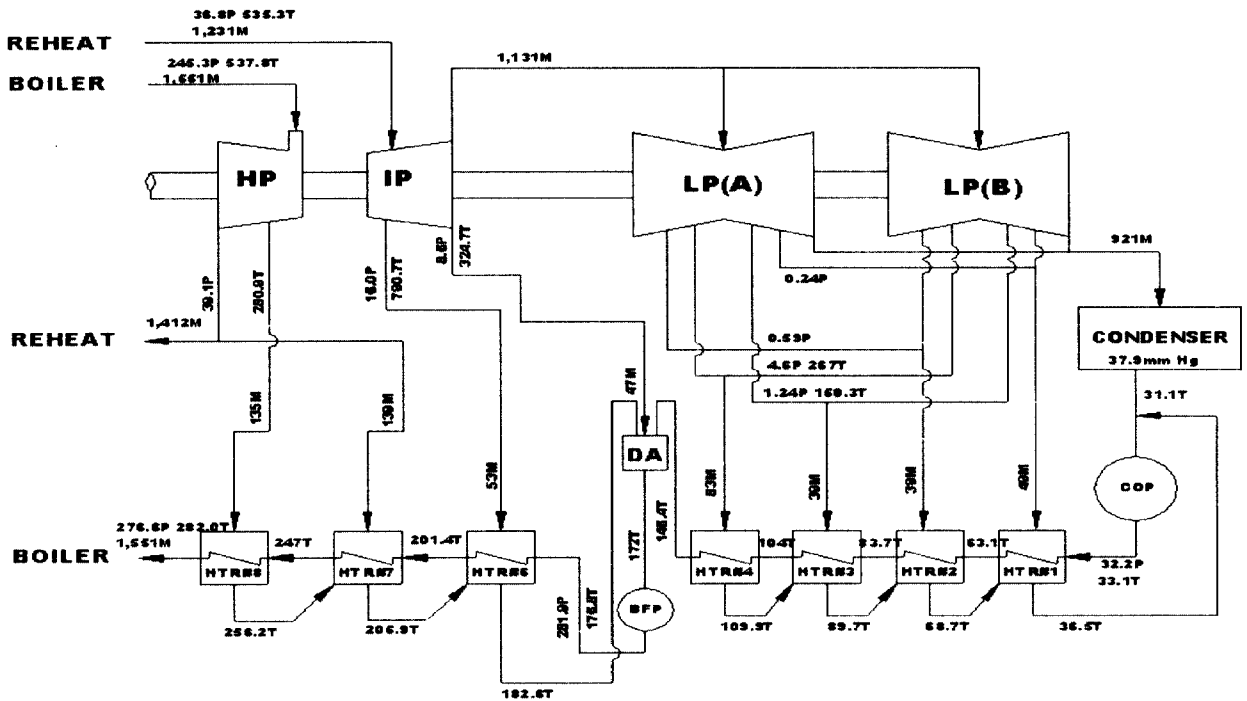 36.8P 535.3T
1,231M
REHEAT
245.3P 537.8T
BOILER
1,551M
1,131M
HP
IP
LP(A)
LP(B)
8.6P
324.7T
921M
39.1P
280.9T
16.0P
790.7T
0.24P
1,412M
REHEAT
0.59P
CONDENSER
37.9mm Hg
4.6P 267T
1.24P 159.3T
31.1T
47M
135M
139M
DA
53M
83M
39M
39M
49M
COP
276.6P 282.0T
1,551M
BOILER
247T
201.4T
172T
146.4T
104T
83.7T
63.1T
32.2P
33.1T
HTR#8
HTR#7
HTR#6
HTR#4
HTR#3
HTR#2
HTR#1
281.9P
176.8T
BFP
256.2T
206.9T
109.9T
89.7T
68.7T
36.5T
182.6T